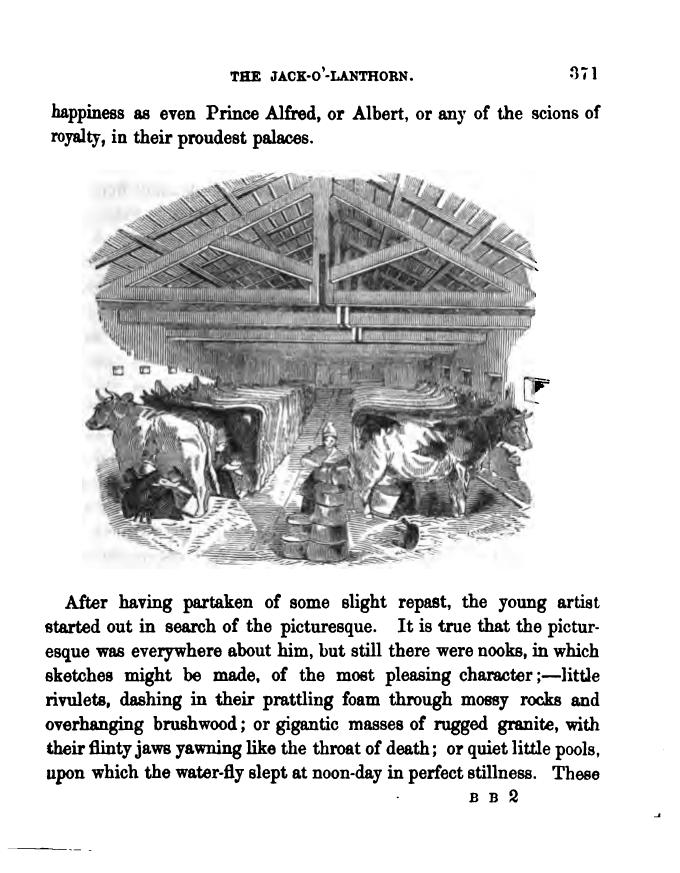 THE JACK-O'-LANTHORN. 371
happiness as even Prince Alfred, or Albert, or any of the scions of
royalty, in their proudest palaces.
After having partaken of some slight repast, the young artist
started out in search of the picturesque. It is true that the pictur-
esque was everywhere about him, but still there were nooks, in which
sketches might be made, of the most pleasing character;—little
rivulets, dashing in their prattling foam through mossy rocks and
overhanging brushwood; or gigantic masses of rugged granite, with
their flinty jaws yawning like the throat of death; or quiet little pools,
upon which the water-fly slept at noon-day in perfect stillness. These
B B 2